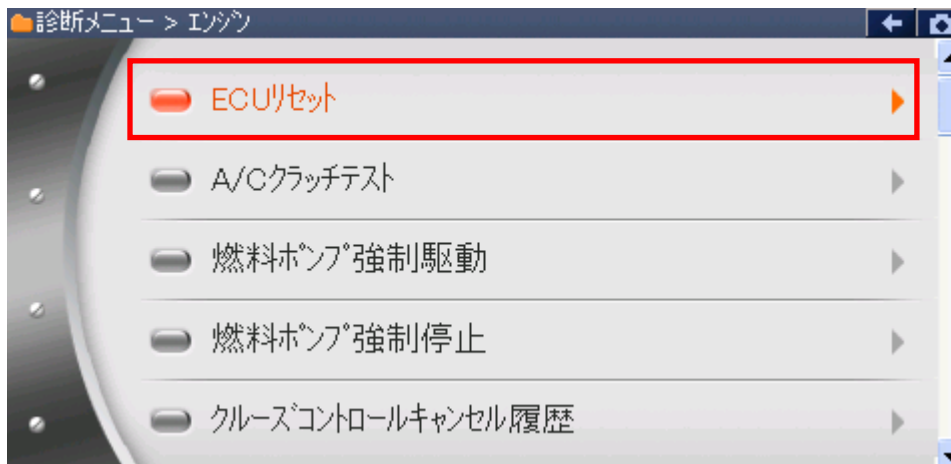 診断メニュー > エンジン
ECUリセット
A/Cクラッチテスト
燃料ポンプ強制駆動
燃料ポンプ強制停止
クルーズコントロールキャンセル履歴